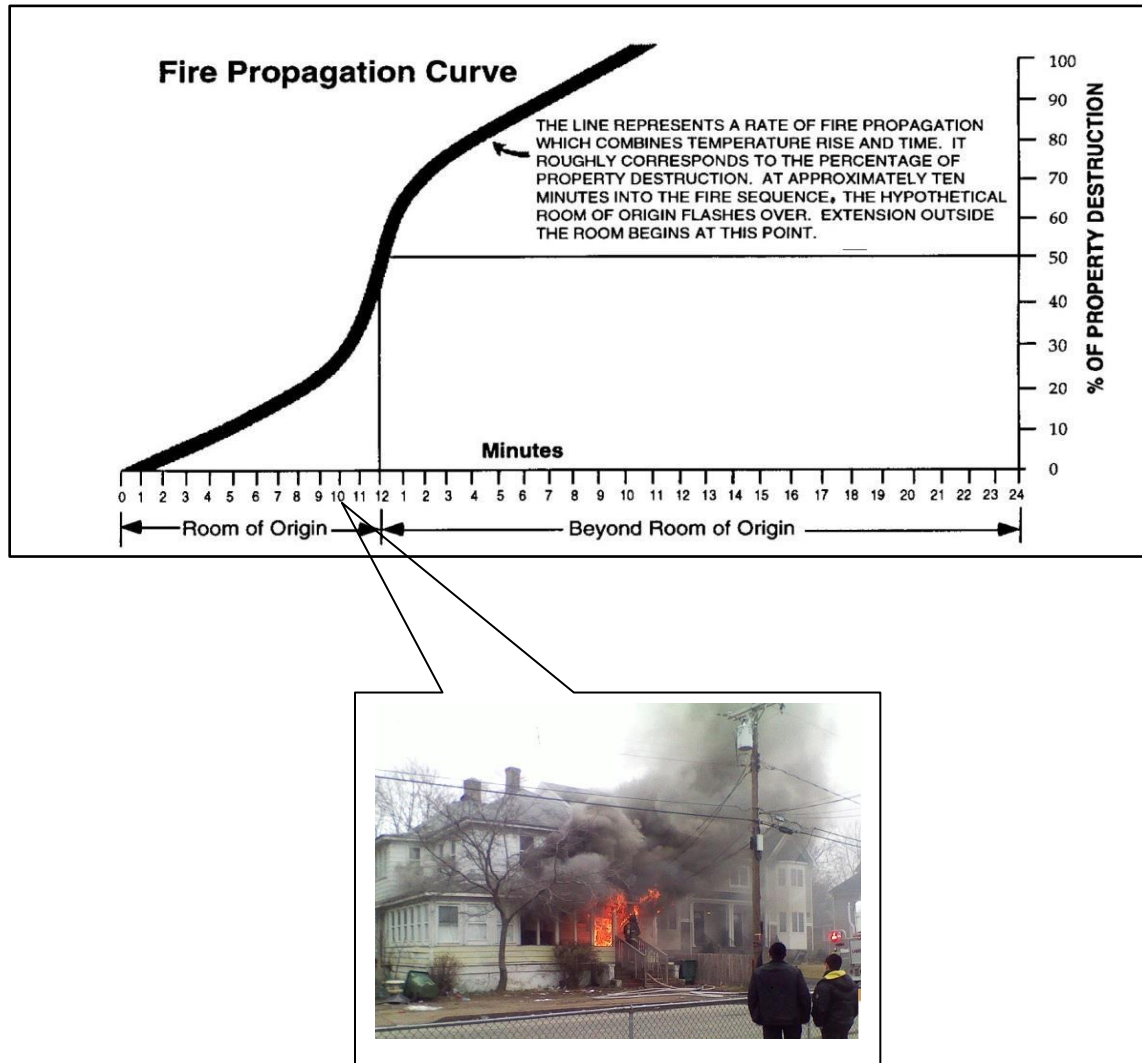 Fire Propagation Curve
THE LINE REPRESENTS A RATE OF FIRE PROPAGATION
WHICH COMBINES TEMPERATURE RISE AND TIME. IT
ROUGHLY CORRESPONDS TO THE PERCENTAGE OF
PROPERTY DESTRUCTION. AT APPROXIMATELY TEN
MINUTES INTO THE FIRE SEQUENCE, THE HYPOTHETICAL
ROOM OF ORIGIN FLASHES OVER. EXTENSION OUTSIDE
THE ROOM BEGINS AT THIS POINT.
100
90
80
70
60
50
40
30
20
10
0
% OF PROPERTY DESTRUCTION
Minutes
0 1 2 3 4 5 6 7 8 9 10 11 12 1 2 3 4 5 6 7 8 9 10 11 12 13 14 15 16 17 18 19 20 21 22 23 24
Room of Origin
Beyond Room of Origin